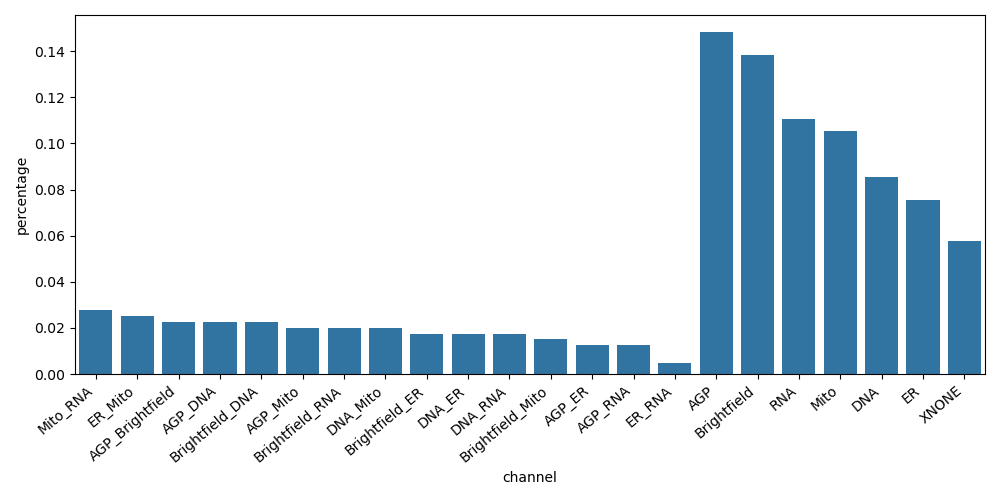 percentage
0.14
0.12
0.10
0.08
0.06
0.04
0.02
0.00
Mito_RNA
ER_Mito
AGP_Brightfield
AGP_DNA
Brightfield_DNA
AGP_Mito
Brightfield_RNA
DNA_Mito
Brightfield_ER
DNA_ER
DNA_RNA
Brightfield_Mito
AGP_ER
AGP_RNA
ER_RNA
AGP
Brightfield
RNA
Mito
DNA
ER
XNONE
channel